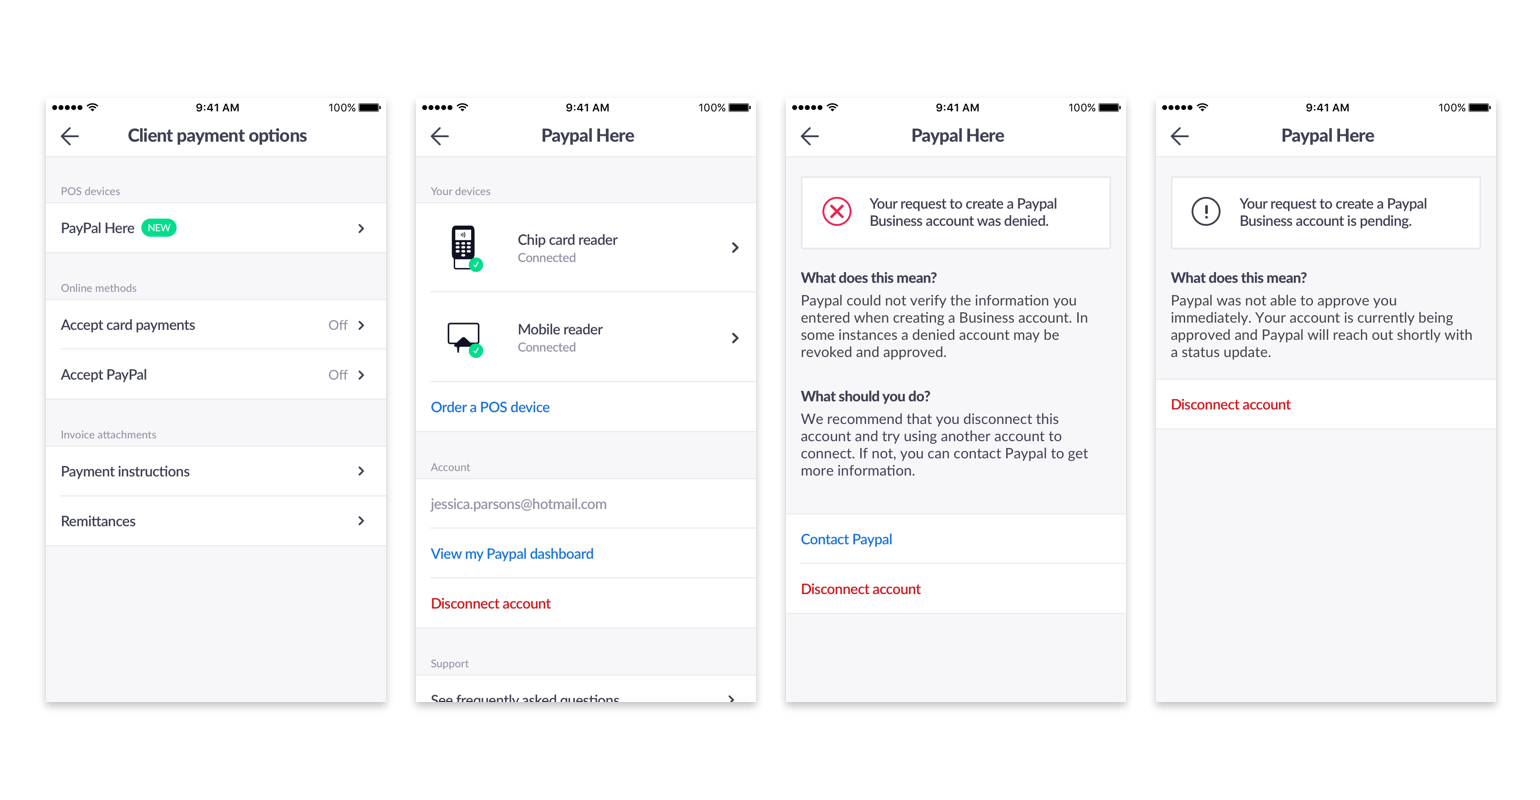 9:41 AM 100%
Client payment options
POS devices
PayPal Here NEW
Online methods
Accept card payments Off
Accept PayPal Off
Invoice attachments
Payment instructions
Remittances
9:41 AM 100%
Paypal Here
Your devices
Chip card reader
Connected
Mobile reader
Connected
Order a POS device
Account
jessica.parsons@hotmail.com
View my Paypal dashboard
Disconnect account
Support
See frequently asked questions
9:41 AM 100%
Paypal Here
Your request to create a Paypal
Business account was denied.
What does this mean?
Paypal could not verify the information you
entered when creating a Business account. In
some instances a denied account may be
revoked and approved.
What should you do?
We recommend that you disconnect this
account and try using another account to
connect. If not, you can contact Paypal to get
more information.
Contact Paypal
Disconnect account
9:41 AM 100%
Paypal Here
Your request to create a Paypal
Business account is pending.
What does this mean?
Paypal was not able to approve you
immediately. Your account is currently being
approved and Paypal will reach out shortly with
a status update.
Disconnect account